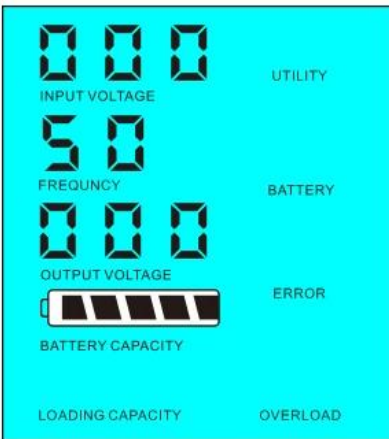 000
UTILITY
INPUT VOLTAGE
50
FREQUNCY
BATTERY
000
OUTPUT VOLTAGE
ERROR
BATTERY CAPACITY
LOADING CAPACITY
OVERLOAD